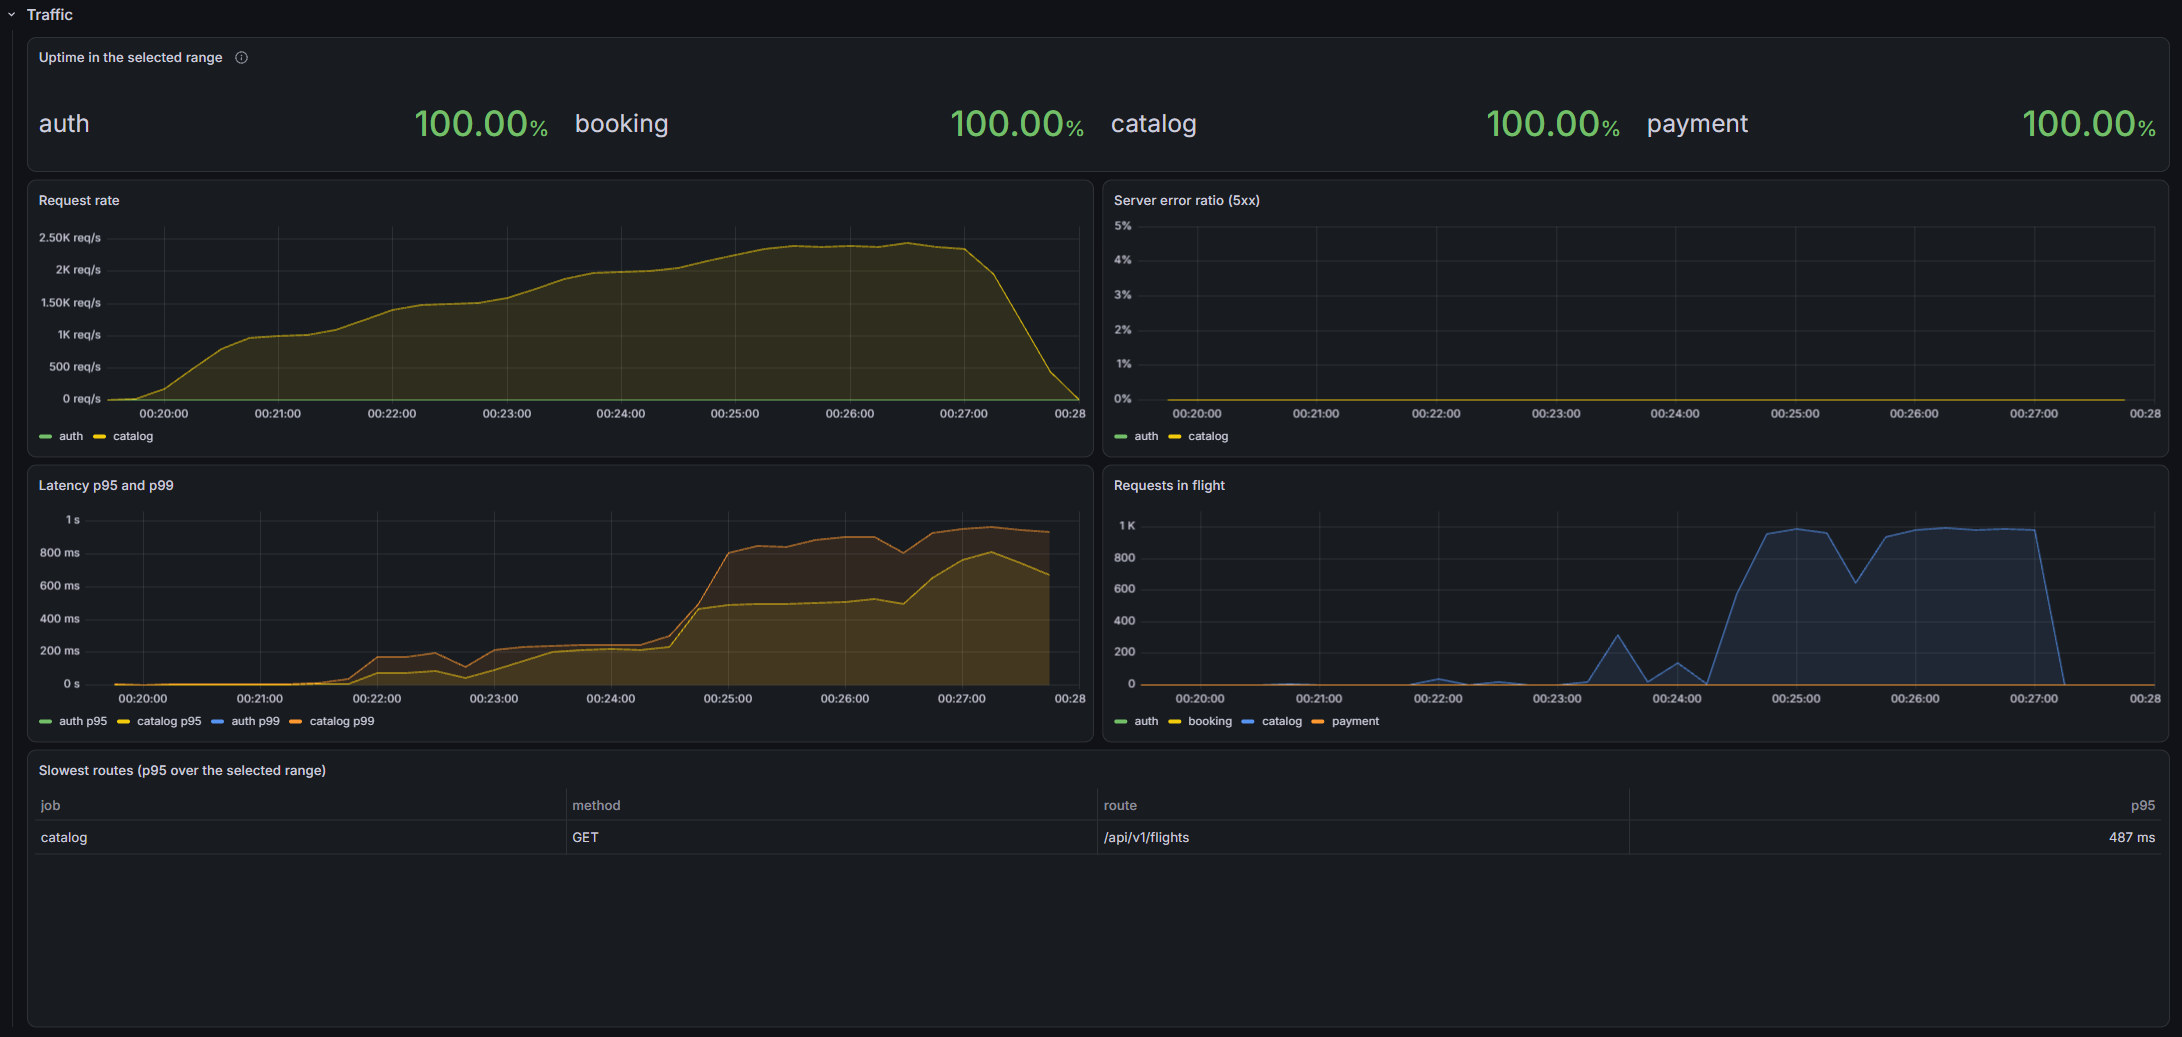 Traffic
Uptime in the selected range
auth 100.00% booking 100.00% catalog 100.00% payment 100.00%
Request rate
2.50K req/s
2K req/s
1.50K req/s
1K req/s
500 req/s
0 req/s
00:20:00 00:21:00 00:22:00 00:23:00 00:24:00 00:25:00 00:26:00 00:27:00 00:28
auth catalog
Server error ratio (5xx)
5%
4%
3%
2%
1%
0%
00:20:00 00:21:00 00:22:00 00:23:00 00:24:00 00:25:00 00:26:00 00:27:00 00:28
auth catalog
Latency p95 and p99
1 s
800 ms
600 ms
400 ms
200 ms
0 s
00:20:00 00:21:00 00:22:00 00:23:00 00:24:00 00:25:00 00:26:00 00:27:00 00:28
auth p95 catalog p95 auth p99 catalog p99
Requests in flight
1 K
800
600
400
200
0
00:20:00 00:21:00 00:22:00 00:23:00 00:24:00 00:25:00 00:26:00 00:27:00 00:28
auth booking catalog payment
Slowest routes (p95 over the selected range)
job method route p95
catalog GET /api/v1/flights 487 ms